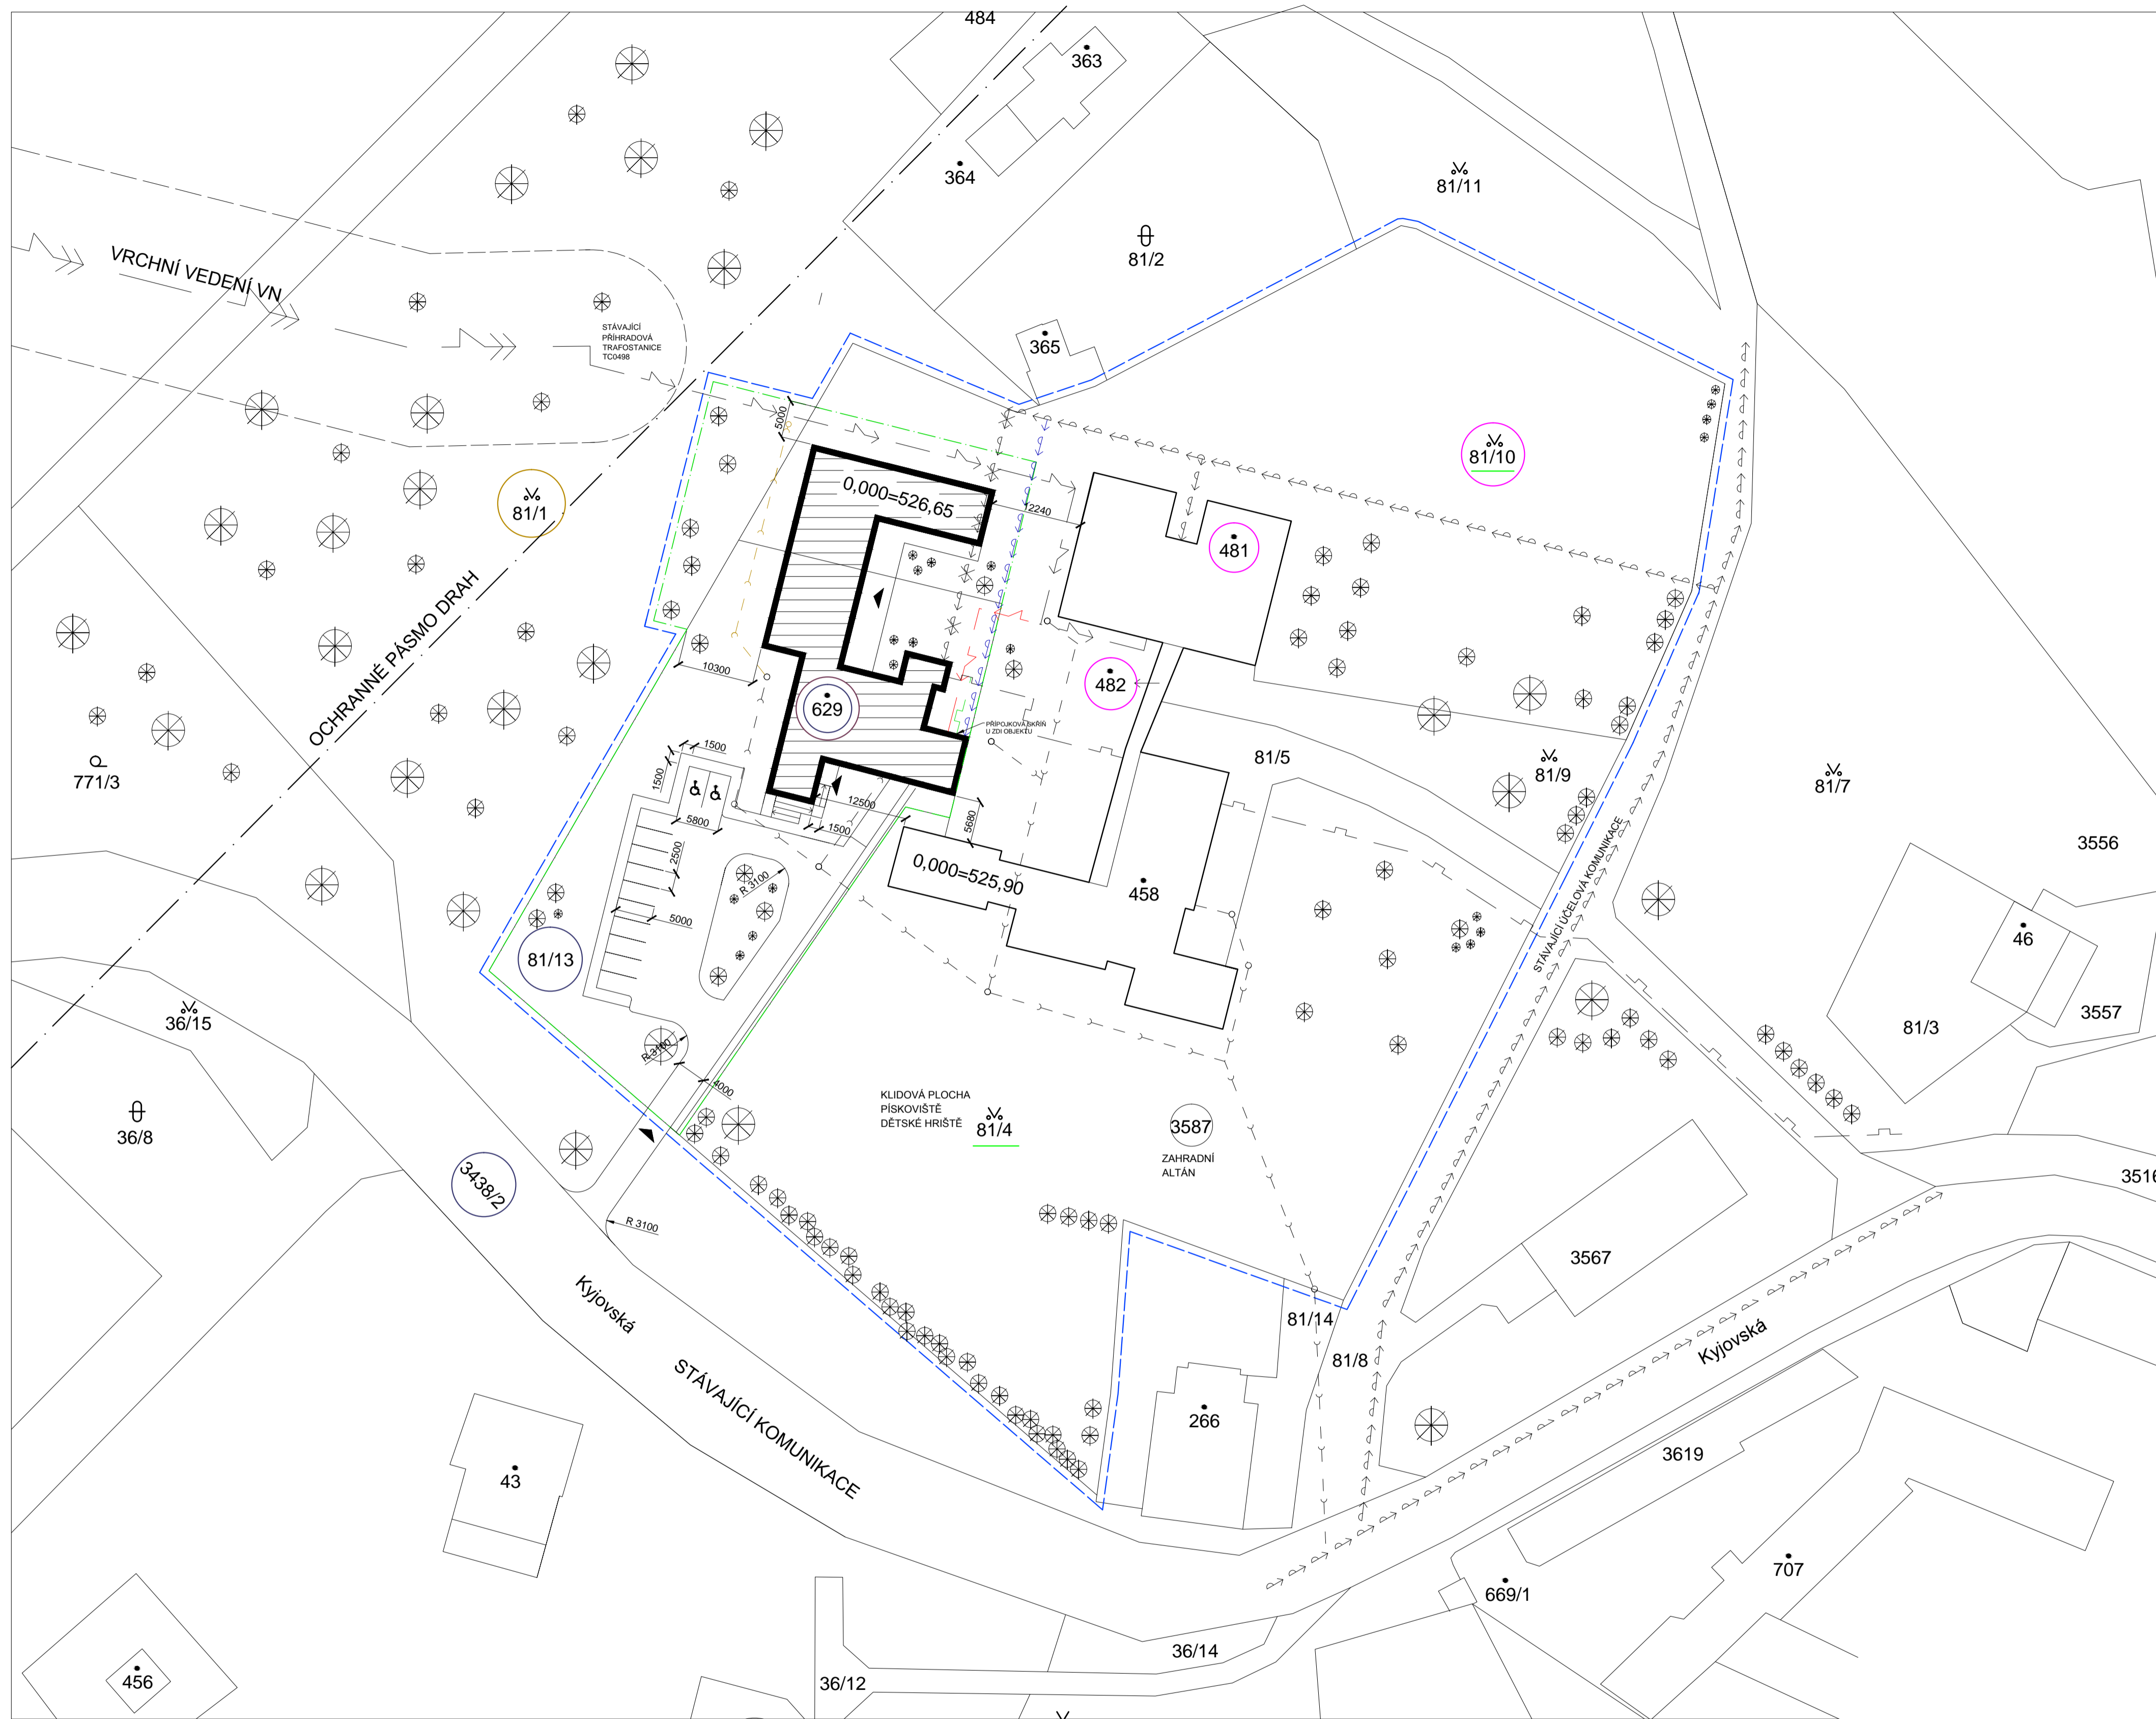 484
363
364
81/11
81/2
VRCHNÍ VEDENÍ VN
STÁVAJÍCÍ
PŘÍHRADOVÁ
TRAFOSTANICE
TC0498
365
5000
81/10
0,000=526,65
81/1
12240
481
OCHRANNÉ PÁSMO DRAH
10300
482
629
PŘÍPOJKOVÁ SKŘÍŇ
U ZDI OBJEKTU
771/3
1500
1500
81/5
81/9
81/7
5800
12500
1500
5680
2500
3556
0,000=525,90
R 3100
458
5000
STÁVAJÍCÍ ÚČELOVÁ KOMUNIKACE
46
81/13
36/15
3557
81/3
R 3100
4000
KLIDOVÁ PLOCHA
PÍSKOVIŠTĚ
DĚTSKÉ HRIŠTĚ
81/4
3587
ZAHRADNÍ
ALTÁN
36/8
3438/2
3516
R 3100
3567
Kyjovská
81/14
Kyjovská
81/8
STÁVAJÍCÍ KOMUNIKACE
266
3619
43
707
669/1
36/14
456
36/12